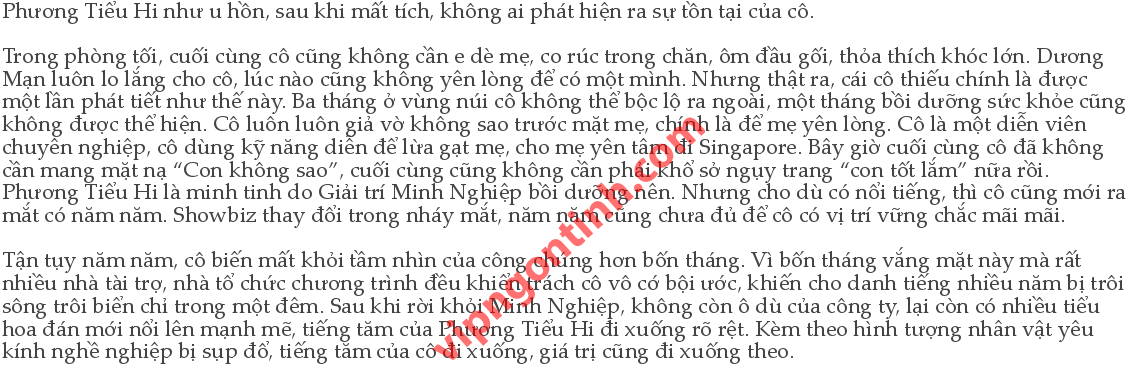 Phương Tiểu Hi như u hồn, sau khi mất tích, không ai phát hiện ra sự tồn tại của cô.
Trong phòng tối, cuối cùng cô cũng không cần e dè mẹ, co rúc trong chăn, ôm đầu gối, thỏa thích khóc lớn. Dương
Mạn luôn lo lắng cho cô, lúc nào cũng không yên lòng để cô một mình. Nhưng thật ra, cái cô thiếu chính là được
một lần phát tiết như thế này. Ba tháng ở vùng núi cô không thể bộc lộ ra ngoài, một tháng bồi dưỡng sức khỏe cũng
không được thể hiện. Cô luôn luôn giả vờ không sao trước mặt mẹ, chính là để mẹ yên lòng. Cô là một diễn viên
chuyên nghiệp, cô dùng kỹ năng diễn để lừa gạt mẹ, cho mẹ yên tâm đi Singapore. Bây giờ cuối cùng cô đã không
cần mang mặt nạ “Con không sao”, cuối cùng cũng không cần phải khổ sở ngụy trang “con tốt lắm” nữa rồi.
Phương Tiểu Hi là minh tinh do Giải trí Minh Nghiệp bồi dưỡng nên. Nhưng cho dù có nổi tiếng, thì cô cũng mới ra
mắt có năm năm. Showbiz thay đổi trong nháy mắt, năm năm cũng chưa đủ để cô có vị trí vững chắc mãi mãi.
Tận tụy năm năm, cô biến mất khỏi tầm nhìn của công chúng hơn bốn tháng. Vì bốn tháng vắng mặt này mà rất
nhiều nhà tài trợ, nhà tổ chức chương trình đều khiển trách cô vô cớ bội ước, khiến cho danh tiếng nhiều năm bị trôi
sông trôi biển chỉ trong một đêm. Sau khi rời khỏi Minh Nghiệp, không còn ô dù của công ty, lại còn có nhiều tiểu
hoa đán mới nổi lên mạnh mẽ, tiếng tăm của Phương Tiểu Hi đi xuống rõ rệt. Kèm theo hình tượng nhân vật yêu
kính nghề nghiệp bị sụp đổ, tiếng tăm của cô đi xuống, giá trị cũng đi xuống theo.
vipngontinh.com